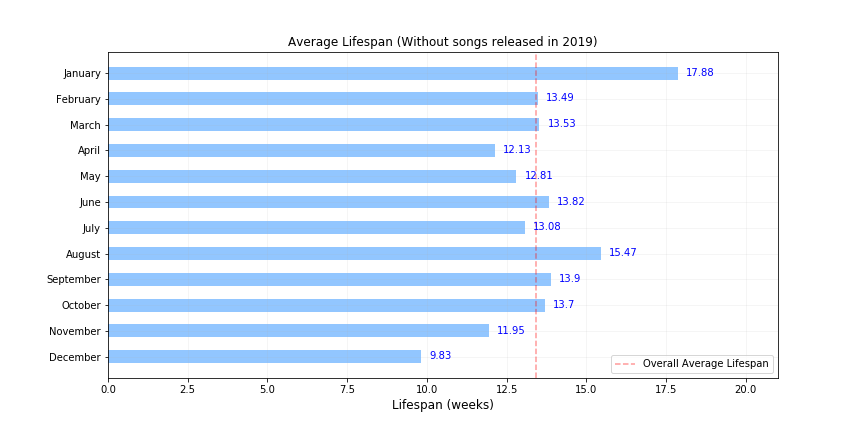 Average Lifespan (Without songs released in 2019)
January 17.88
February 13.49
March 13.53
April 12.13
May 12.81
June 13.82
July 13.08
August 15.47
September 13.9
October 13.7
November 11.95
December 9.83
Overall Average Lifespan
0.0 2.5 5.0 7.5 10.0 12.5 15.0 17.5 20.0
Lifespan (weeks)